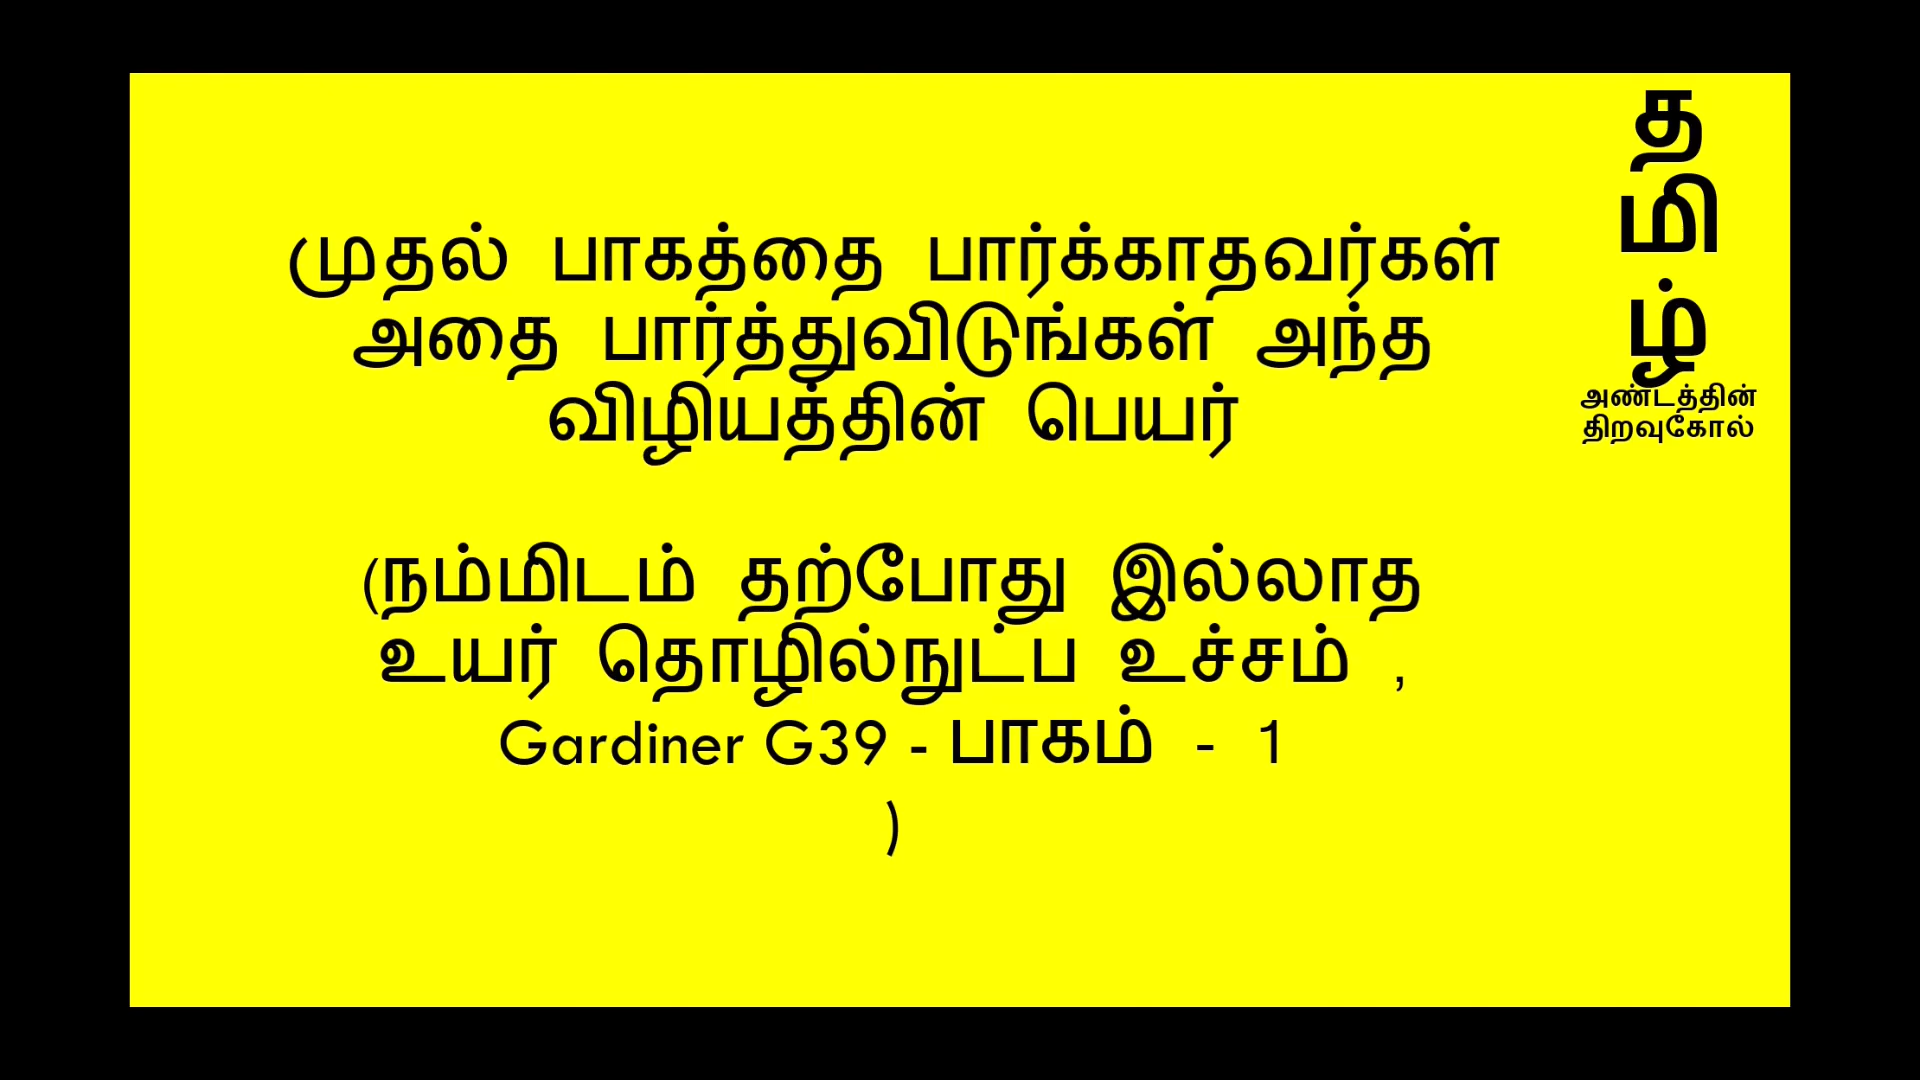 முதல் பாகத்தை பார்க்காதவர்கள்
அதை பார்த்துவிடுங்கள் அந்த
விழியத்தின் பெயர்
(நம்மிடம் தற்போது இல்லாத
உயர் தொழில்நுட்ப உச்சம் ,
Gardiner G39 - பாகம் - 1
)
த
மி
ழ்
அண்டத்தின்
திறவுகோல்